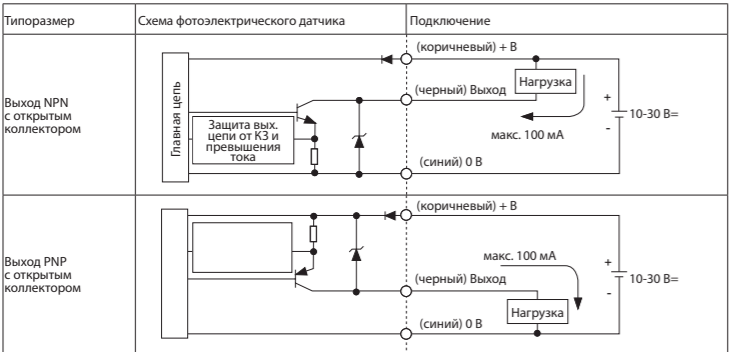 Типоразмер
Схема фотоэлектрического датчика
Подключение
Выход NPN
с открытым
коллектором
Главная цепь
Защита вых.
цепи от КЗ и
превышения
тока
(коричневый) + В
(черный) Выход
Нагрузка
макс. 100 мА
(синий) 0 В
+
10-30 В=
-
Выход PNP
с открытым
коллектором
(коричневый) + В
макс. 100 мА
(черный) Выход
Нагрузка
(синий) 0 В
+
10-30 В=
-